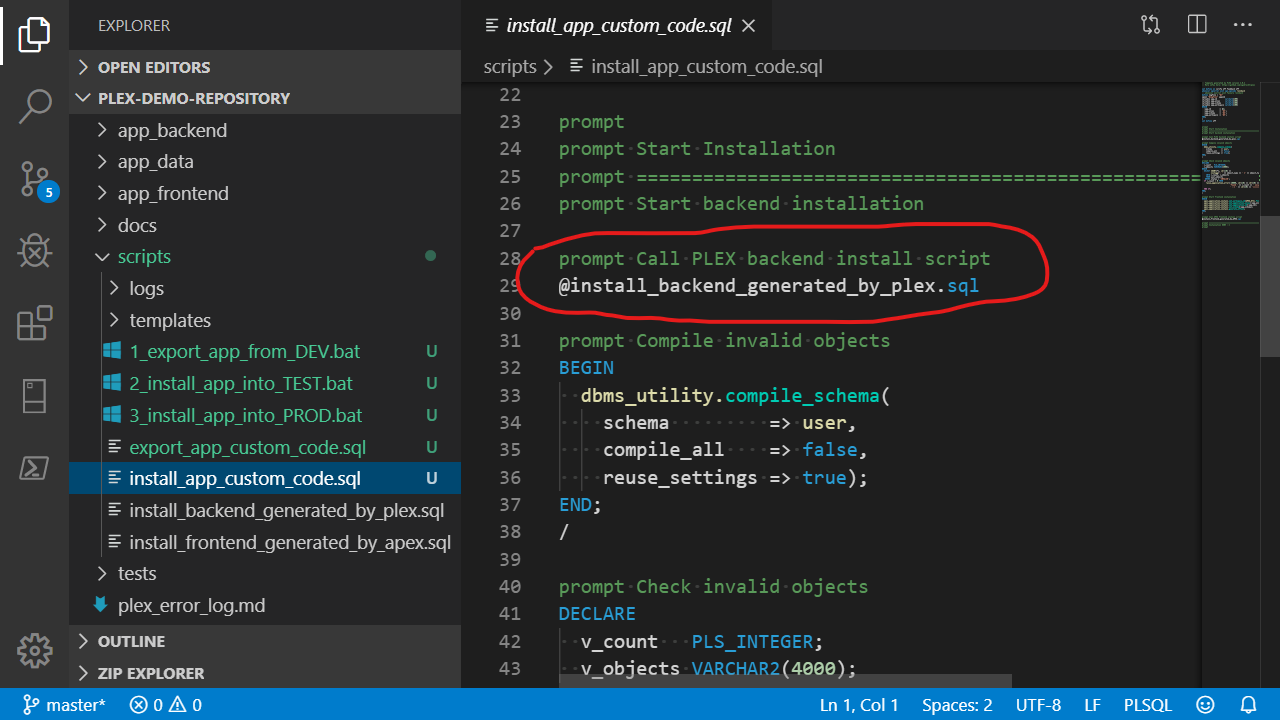 EXPLORER
OPEN EDITORS
PLEX-DEMO-REPOSITORY
app_backend
app_data
app_frontend
docs
scripts
logs
templates
1_export_app_from_DEV.bat U
2_install_app_into_TEST.bat U
3_install_app_into_PROD.bat U
export_app_custom_code.sql U
install_app_custom_code.sql U
install_backend_generated_by_plex.sql
install_frontend_generated_by_apex.sql
tests
plex_error_log.md
OUTLINE
ZIP EXPLORER
5
install_app_custom_code.sql
scripts > install_app_custom_code.sql
22
23 prompt
24 prompt Start Installation
25 prompt ===================================================
26 prompt Start backend installation
27
28 prompt Call PLEX backend install script
29 @install_backend_generated_by_plex.sql
30
31 prompt Compile invalid objects
32 BEGIN
33 dbms_utility.compile_schema(
34 schema => user,
35 compile_all => false,
36 reuse_settings => true);
37 END;
38 /
39
40 prompt Check invalid objects
41 DECLARE
42 v_count PLS_INTEGER;
43 v_objects VARCHAR2(4000);
master* 0 0 Ln 1, Col 1 Spaces: 2 UTF-8 LF PLSQL